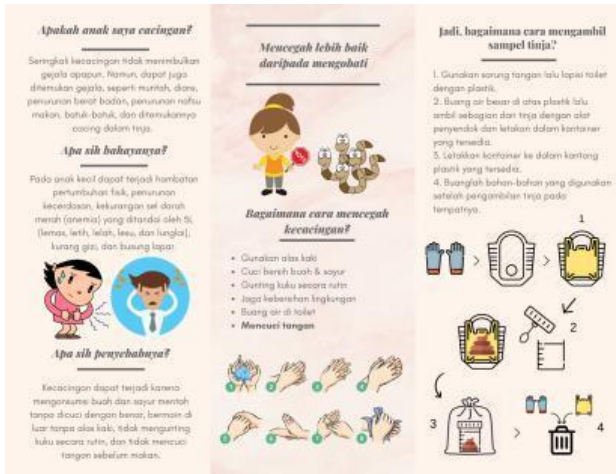 Apakah anak saya cacingan?
Seringkali kecacingan tidak menimbulkan
gejala apapun. Namun, dapat juga
ditemukan gejala, seperti muntah, diare,
penurunan berat badan, penurunan nafsu
makan, batuk-batuk, dan ditemukannya
cacing dalam tinja.
Apa sih bahayanya?
Pada anak kecil dapat terjadi hambatan
pertumbuhan fisik, penurunan
kecerdasan, kekurangan sel darah
merah (anemia) yang ditandai oleh 5L
(lemas, letih, lelah, lesu, dan lunglai),
kurang gizi, dan busung lapar.
Apa sih penyebabnya?
Kecacingan dapat terjadi karena
mengonsumsi buah dan sayur mentah
tanpa dicuci dengan benar, bermain di
luar tanpa alas kaki, tidak menggunting
kuku secara rutin, dan tidak mencuci
tangan sebelum makan.
Mencegah lebih baik
daripada mengobati
Bagaimana cara mencegah
kecacingan?
Gunakan alas kaki
Cuci bersih buah & sayur
Gunting kuku secara rutin
Jaga kebersihan lingkungan
Buang air di toilet
Mencuci tangan
1 2 3 4
5 6 7 8
Jadi, bagaimana cara mengambil
sampel tinja?
1. Gunakan sarung tangan lalu lapisi toilet
dengan plastik.
2. Buang air besar di atas plastik lalu
ambil sebagian dari tinja dengan alat
penyendok dan letakan dalam kontainer
yang tersedia.
3. Letakkan kontainer ke dalam kantong
plastik yang tersedia.
4. Buanglah bahan-bahan yang digunakan
setelah pengambilan tinja pada
tempatnya.
1
2
3
4